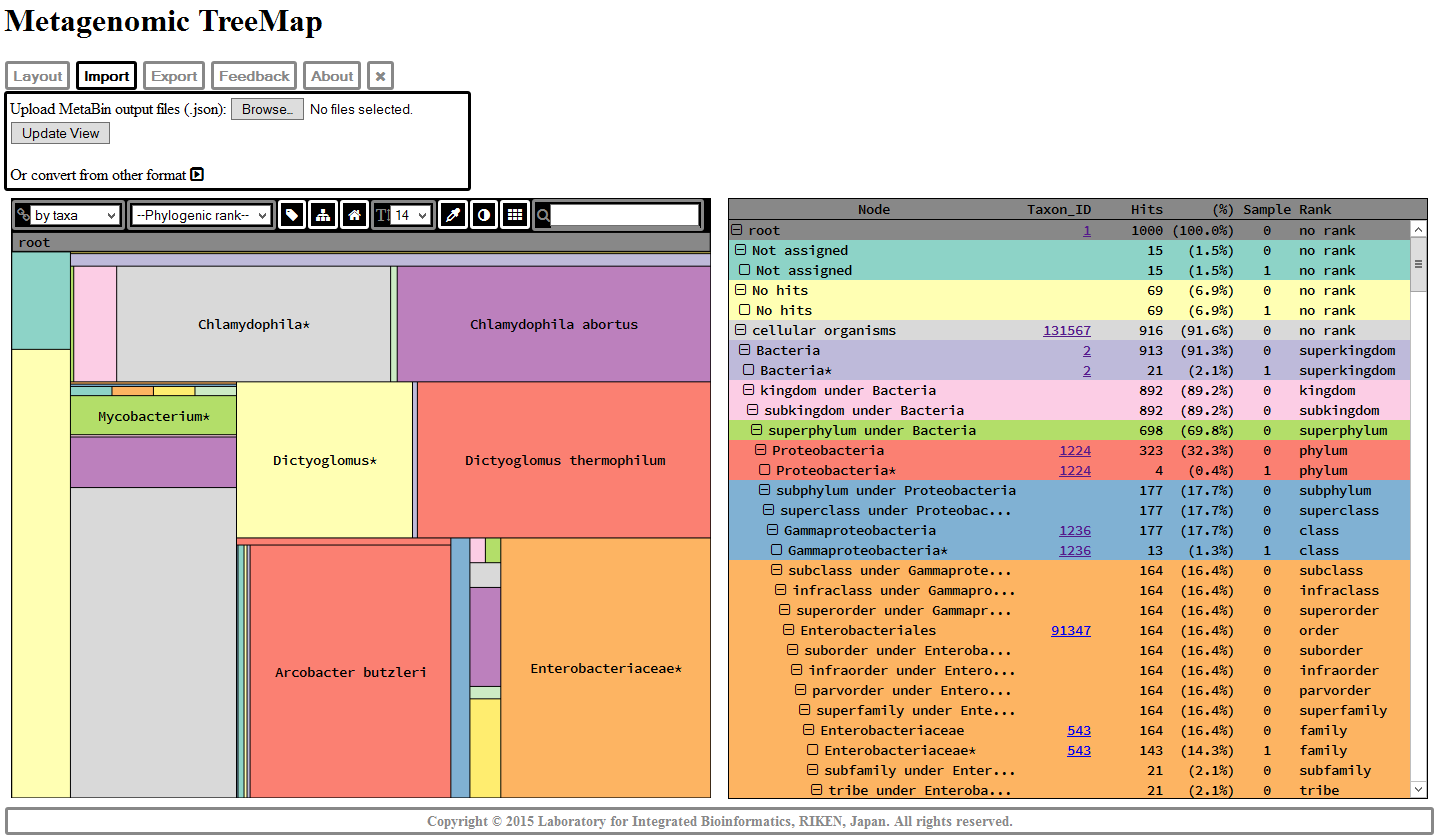 Metagenomic TreeMap
Layout Import Export Feedback About ×
Upload MetaBin output files (.json): Browse... No files selected.
Update View
Or convert from other format
by taxa --Phylogenic rank-- 14
root
Chlamydophila*
Chlamydophila abortus
Mycobacterium*
Dictyoglomus*
Dictyoglomus thermophilum
Arcobacter butzleri
Enterobacteriaceae*
Node Taxon_ID Hits (%) Sample Rank
root 1 1000 (100.0%) 0 no rank
Not assigned 15 (1.5%) 0 no rank
Not assigned 15 (1.5%) 1 no rank
No hits 69 (6.9%) 0 no rank
No hits 69 (6.9%) 1 no rank
cellular organisms 131567 916 (91.6%) 0 no rank
Bacteria 2 913 (91.3%) 0 superkingdom
Bacteria* 2 21 (2.1%) 1 superkingdom
kingdom under Bacteria 892 (89.2%) 0 kingdom
subkingdom under Bacteria 892 (89.2%) 0 subkingdom
superphylum under Bacteria 698 (69.8%) 0 superphylum
Proteobacteria 1224 323 (32.3%) 0 phylum
Proteobacteria* 1224 4 (0.4%) 1 phylum
subphylum under Proteobacteria 177 (17.7%) 0 subphylum
superclass under Proteobac... 177 (17.7%) 0 superclass
Gammaproteobacteria 1236 177 (17.7%) 0 class
Gammaproteobacteria* 1236 13 (1.3%) 1 class
subclass under Gammaprote... 164 (16.4%) 0 subclass
infraclass under Gammapro... 164 (16.4%) 0 infraclass
superorder under Gammapr... 164 (16.4%) 0 superorder
Enterobacteriales 91347 164 (16.4%) 0 order
suborder under Enteroba... 164 (16.4%) 0 suborder
infraorder under Entero... 164 (16.4%) 0 infraorder
parvorder under Entero... 164 (16.4%) 0 parvorder
superfamily under Ente... 164 (16.4%) 0 superfamily
Enterobacteriaceae 543 164 (16.4%) 0 family
Enterobacteriaceae* 543 143 (14.3%) 1 family
subfamily under Enter... 21 (2.1%) 0 subfamily
tribe under Enteroba... 21 (2.1%) 0 tribe
Copyright © 2015 Laboratory for Integrated Bioinformatics, RIKEN, Japan. All rights reserved.